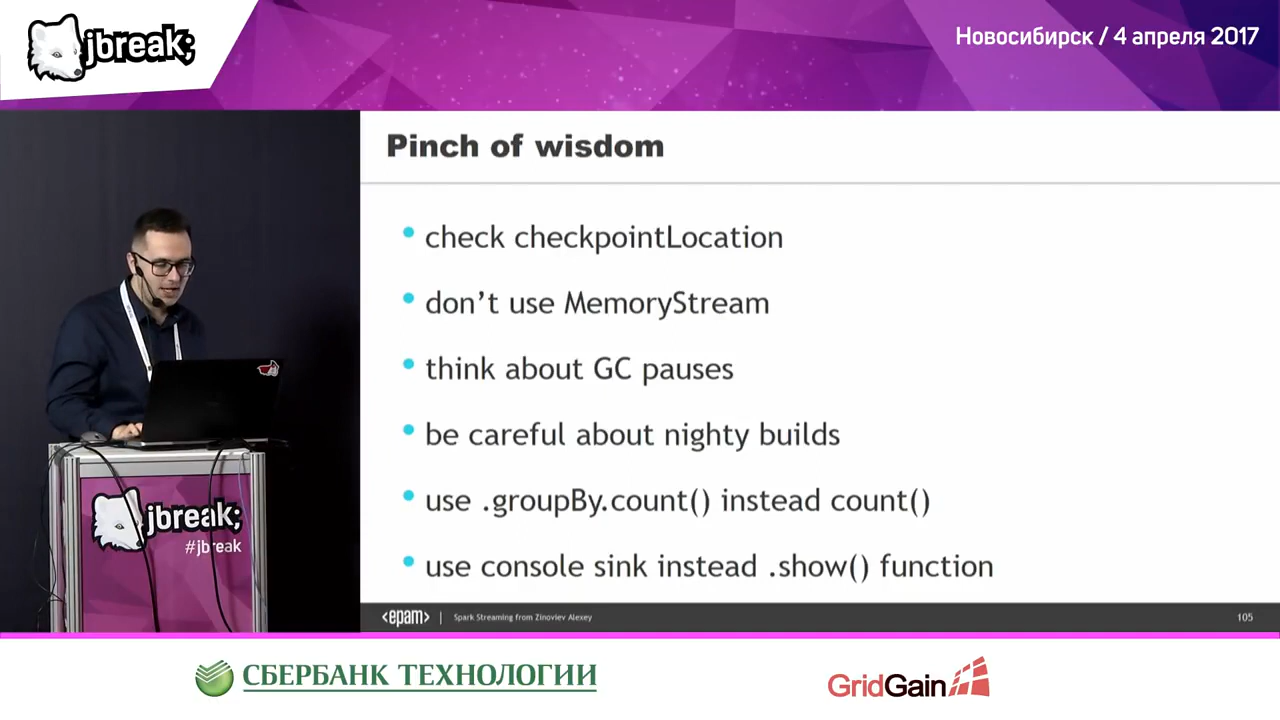 jbreak;
Новосибирск / 4 апреля 2017
Pinch of wisdom
• check checkpointLocation
• don’t use MemoryStream
• think about GC pauses
• be careful about nighty builds
• use .groupBy.count() instead count()
• use console sink instead .show() function
<epam> | Spark Streaming from Zinoviev Alexey
105
jbreak;
#jbreak
СБЕРБАНК ТЕХНОЛОГИИ
GridGain